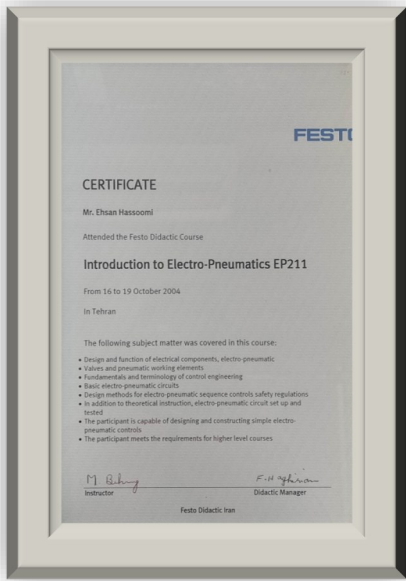 FESTO
CERTIFICATE
Mr. Ehsan Hassoomi
Attended the Festo Didactic Course
Introduction to Electro-Pneumatics EP211
From 16 to 19 October 2004
In Tehran
The following subject matter was covered in this course:
• Design and function of electrical components, electro-pneumatic
• Valves and pneumatic working elements
• Fundamentals and terminology of control engineering
• Basic electro-pneumatic circuits
• Design methods for electro-pneumatic sequence controls safety regulations
• In addition to theoretical instruction, electro-pneumatic circuit set up and
tested
• The participant is capable of designing and constructing simple electro-
pneumatic controls
• The participant meets the requirements for higher level courses
Instructor Didactic Manager
Festo Didactic Iran